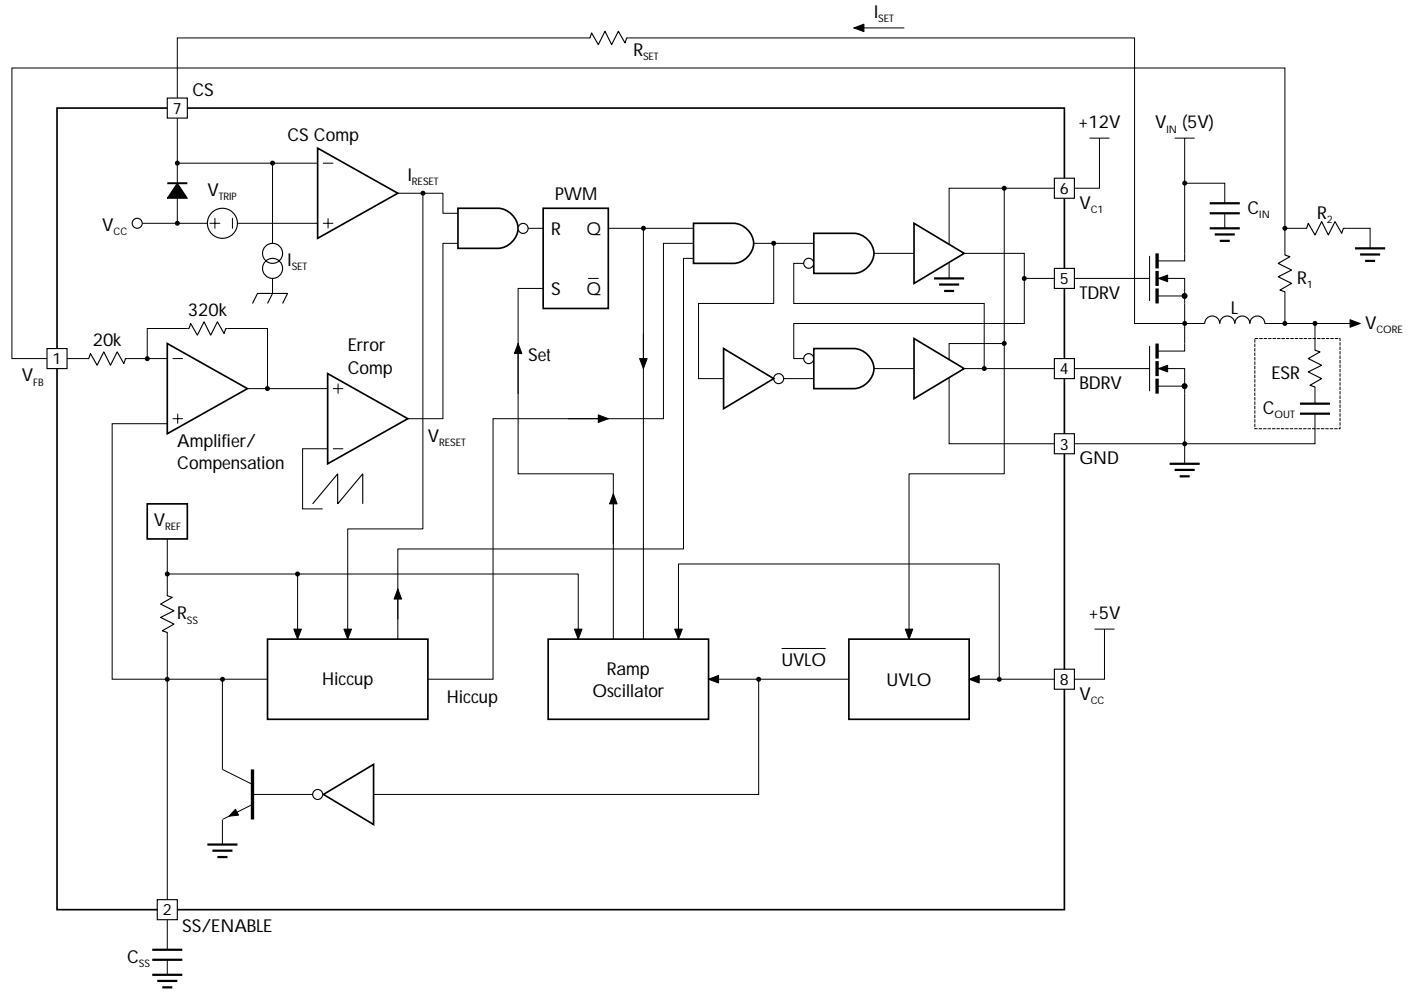 I_SET
R_SET
CS
7
CS Comp
+12V
V_IN (5V)
I_RESET
PWM
V_TRIP
6
V_C1
C_IN
R_2
V_CC
+ −
−
+
R Q
I_SET
S Q̅
5
TDRV
R_1
320k
20k
1
V_FB
−
+
Error
Comp
Set
L
V_CORE
4
BDRV
ESR
C_OUT
+
−
Amplifier/
Compensation
V_RESET
3
GND
V_REF
R_SS
+5V
Hiccup
Hiccup
Ramp
Oscillator
U̅V̅L̅O̅
UVLO
8
V_CC
2
SS/ENABLE
C_SS